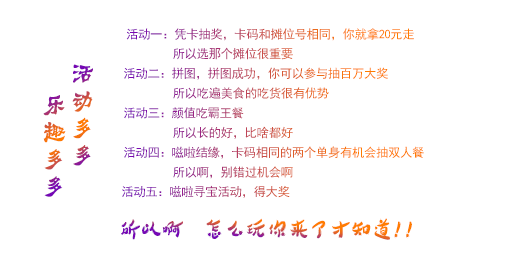 活动多多
乐趣多多
活动一：凭卡抽奖，卡码和摊位号相同，你就拿20元走
所以选那个摊位很重要
活动二：拼图，拼图成功，你可以参与抽百万大奖
所以吃遍美食的吃货很有优势
活动三：颜值吃霸王餐
所以长的好，比啥都好
活动四：嗞啦结缘，卡码相同的两个单身有机会抽双人餐
所以啊，别错过机会啊
活动五：嗞啦寻宝活动，得大奖
所以啊 怎么玩你来了才知道!!